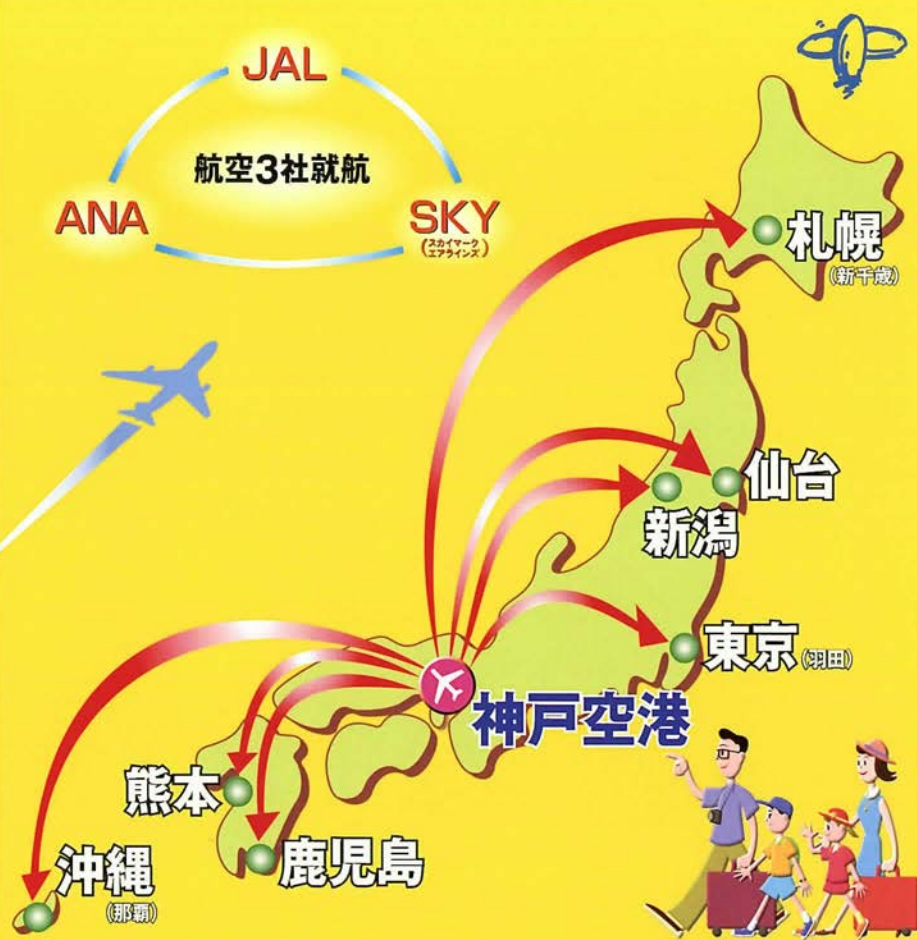 JAL
航空3社就航
ANA
SKY
(スカイマーク
エアラインズ)
札幌
(新千歳)
仙台
新潟
東京(羽田)
神戸空港
熊本
鹿児島
沖縄
(那覇)